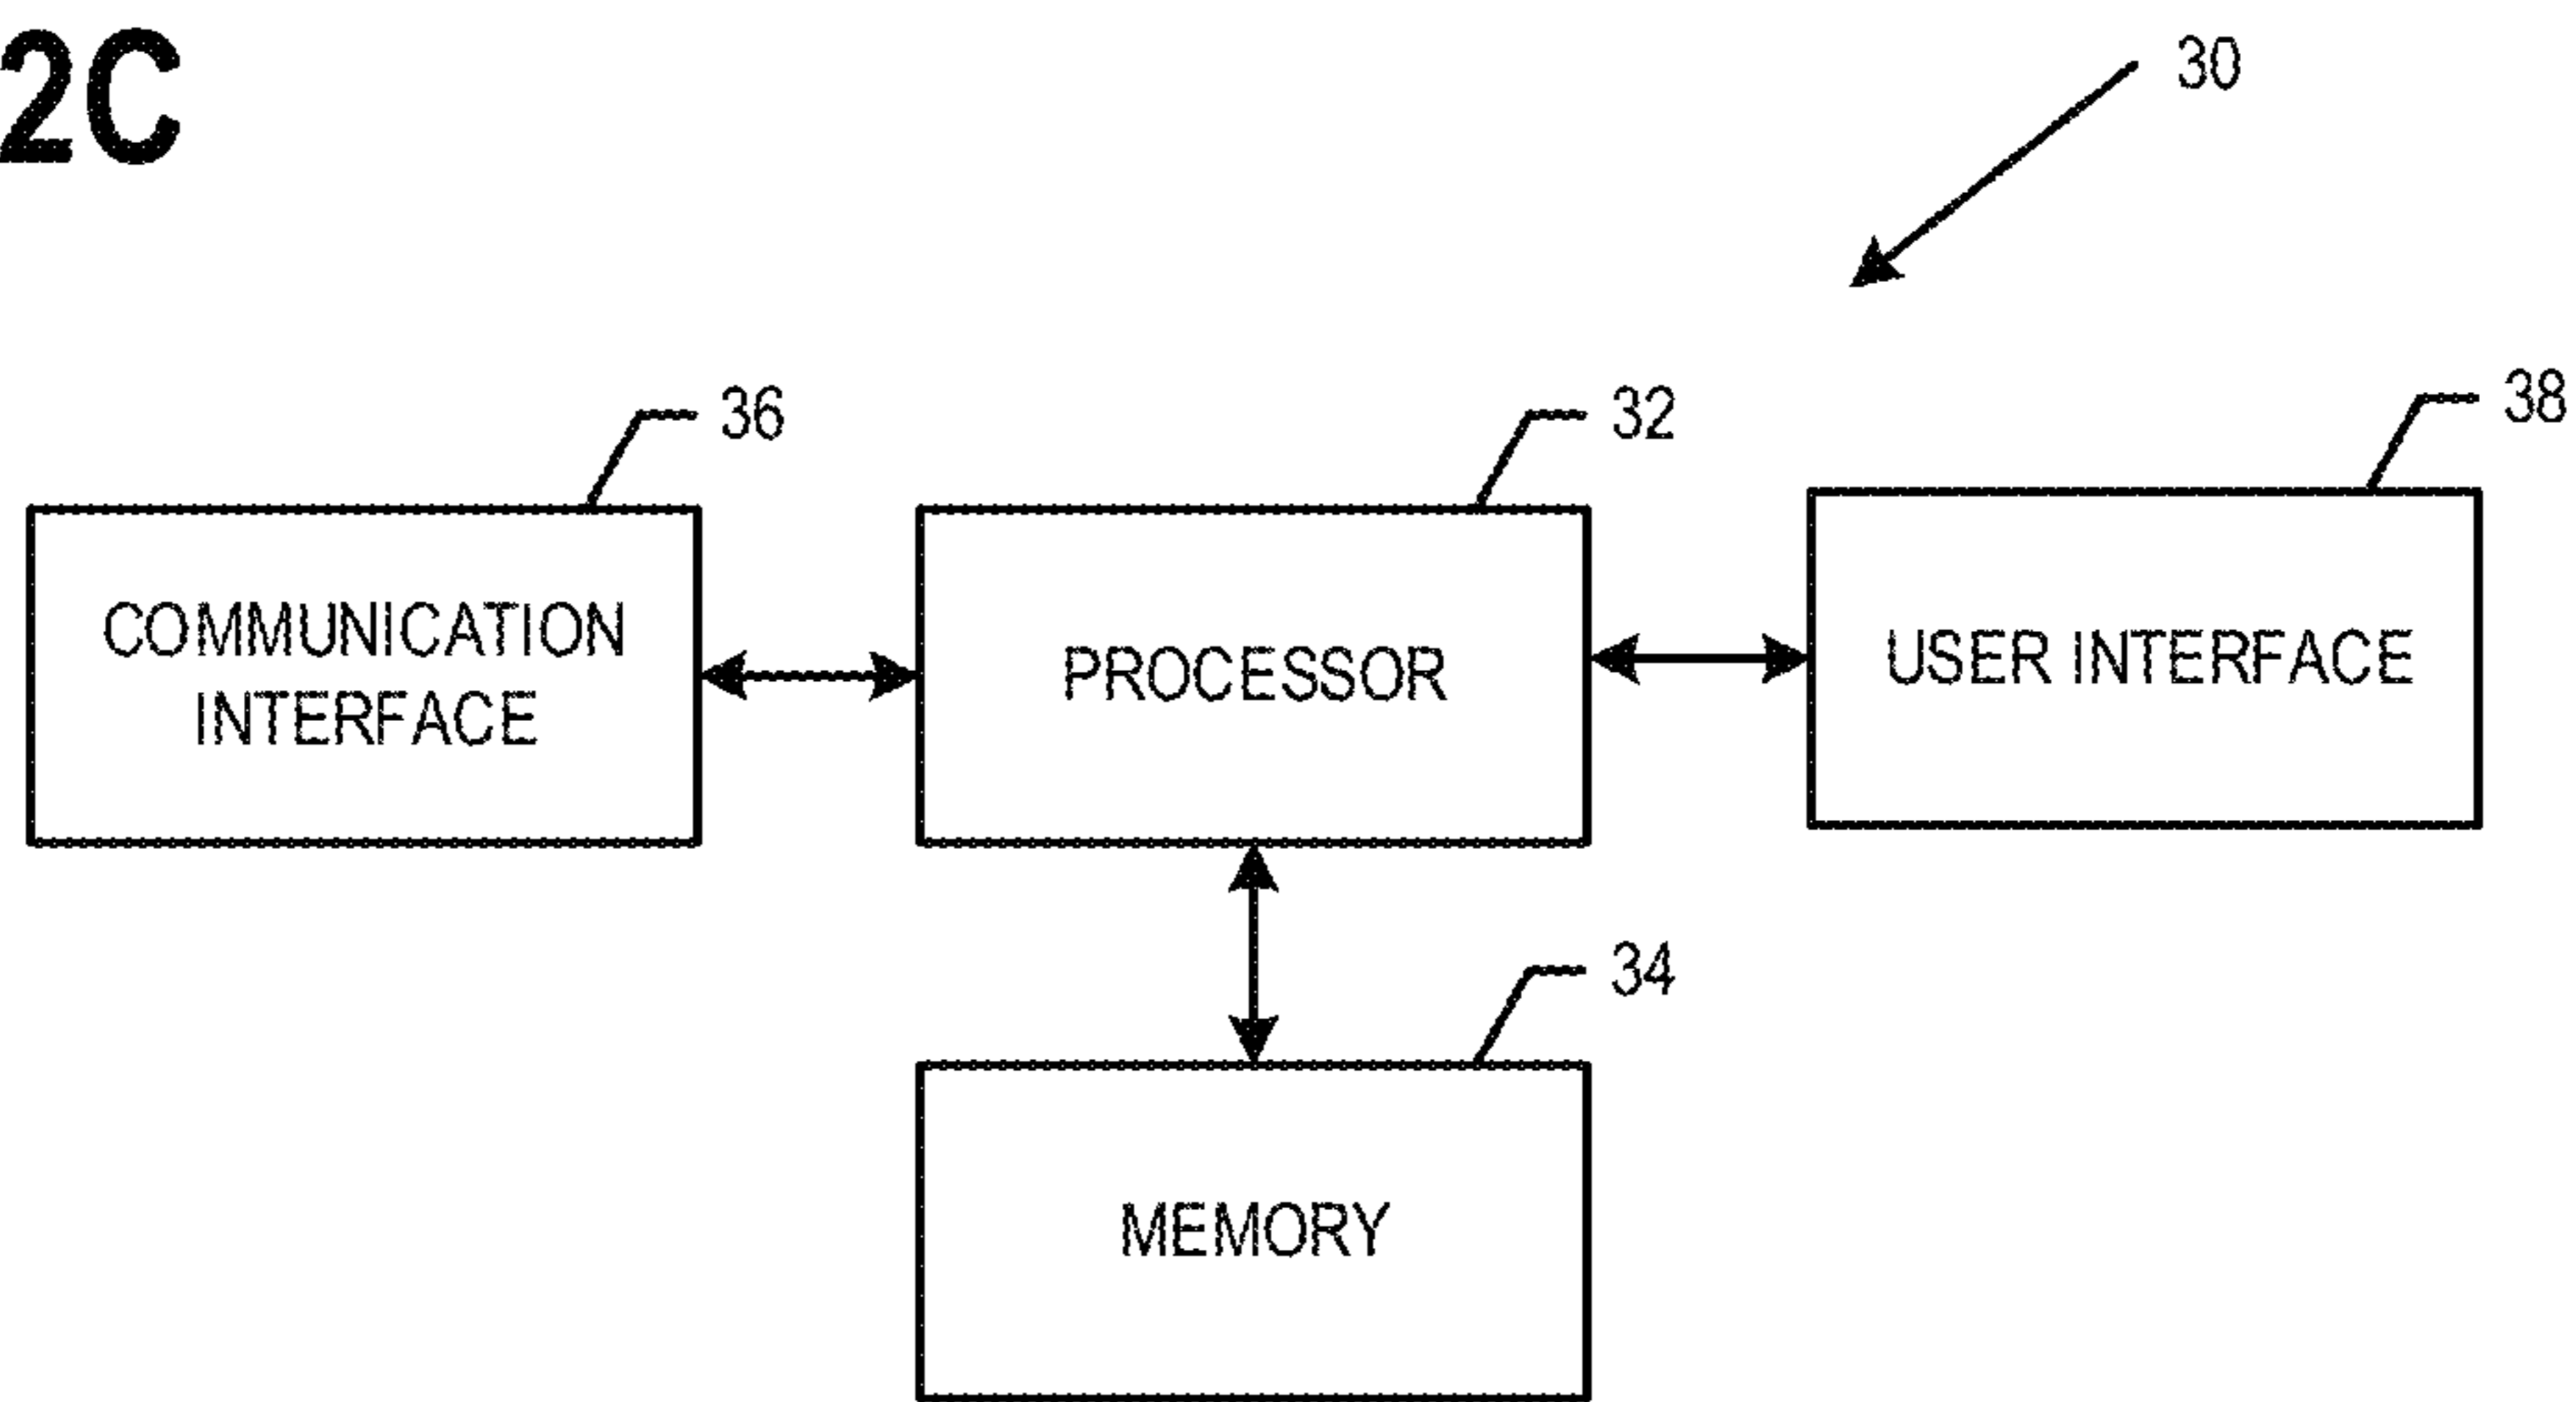 2C
30
36
32
38
COMMUNICATION
INTERFACE
PROCESSOR
USER INTERFACE
34
MEMORY